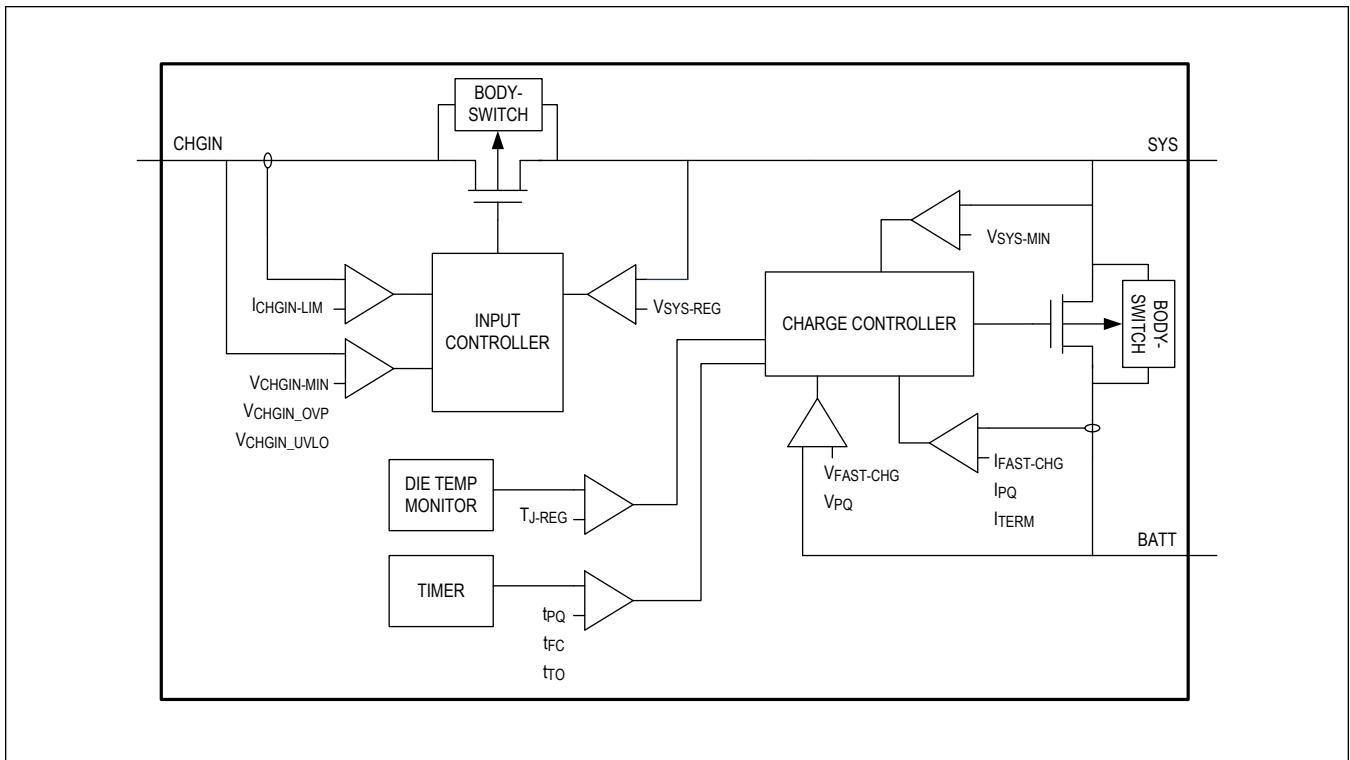 BODY-
SWITCH
CHGIN
SYS
VSYS-MIN
ICHGIN-LIM
INPUT
CONTROLLER
VSYS-REG
CHARGE CONTROLLER
BODY-
SWITCH
VCHGIN-MIN
VCHGIN_OVP
VCHGIN_UVLO
DIE TEMP
MONITOR
TJ-REG
VFAST-CHG
VPQ
IFAST-CHG
IPQ
ITERM
BATT
TIMER
tPQ
tFC
tTO